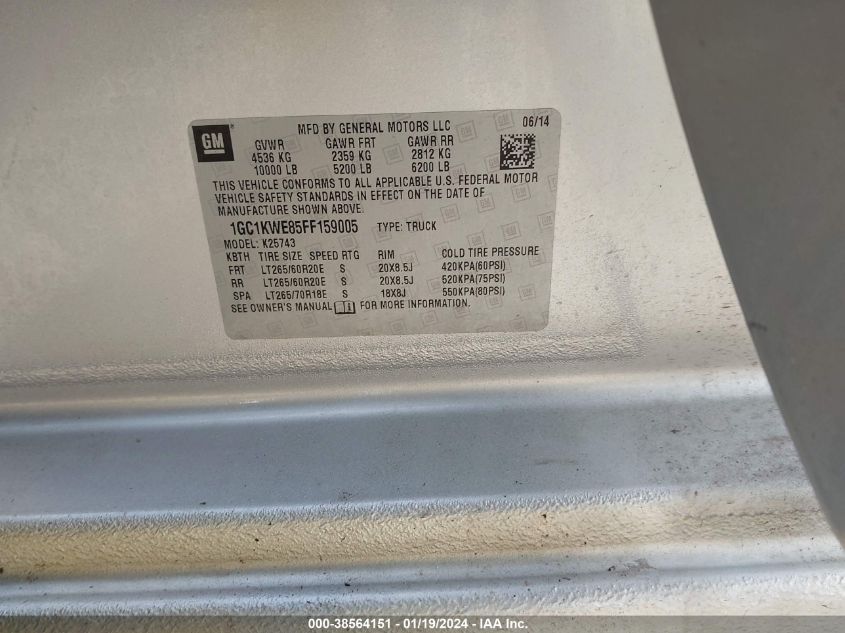 GM
MFD BY GENERAL MOTORS LLC 06/14
GVWR GAWR FRT GAWR RR
4536 KG 2359 KG 2812 KG
10000 LB 5200 LB 6200 LB
THIS VEHICLE CONFORMS TO ALL APPLICABLE U.S. FEDERAL MOTOR
VEHICLE SAFETY STANDARDS IN EFFECT ON THE DATE OF
MANUFACTURE SHOWN ABOVE.
1GC1KWE85FF159005 TYPE: TRUCK
MODEL: K25743
KBTH TIRE SIZE SPEED RTG RIM COLD TIRE PRESSURE
FRT LT265/60R20E S 20X8.5J 420KPA(60PSI)
RR LT265/60R20E S 20X8.5J 520KPA(75PSI)
SPA LT265/70R18E S 18X8J 550KPA(80PSI)
SEE OWNER'S MANUAL FOR MORE INFORMATION.
000-38564151 - 01/19/2024 - IAA Inc.